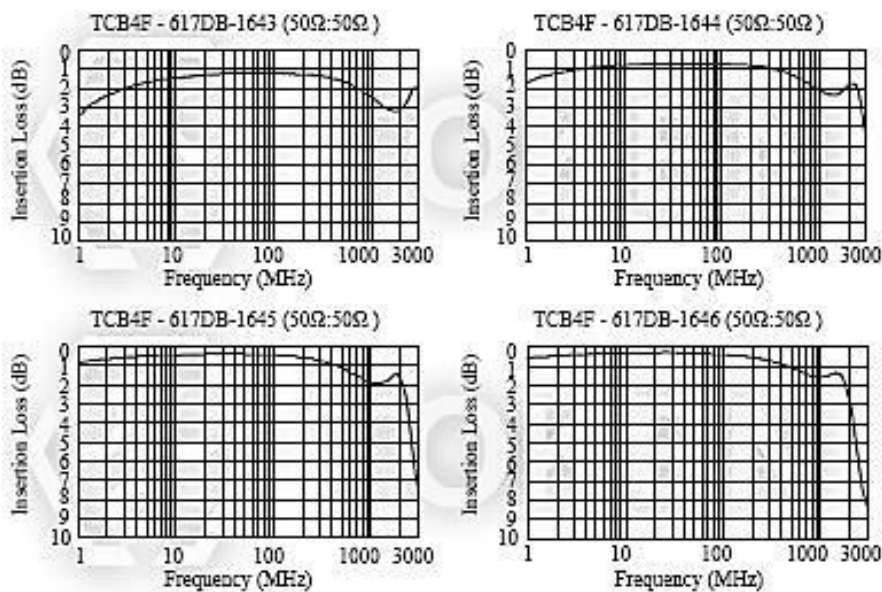 TCB4F - 617DB-1643 (50Ω:50Ω )
Insertion Loss (dB)
0
1
2
3
4
5
6
7
8
9
10
1 10 100 1000 3000
Frequency (MHz)
TCB4F - 617DB-1644 (50Ω:50Ω )
Insertion Loss (dB)
0
1
2
3
4
5
6
7
8
9
10
1 10 100 1000 3000
Frequency (MHz)
TCB4F - 617DB-1645 (50Ω:50Ω )
Insertion Loss (dB)
0
1
2
3
4
5
6
7
8
9
10
1 10 100 1000 3000
Frequency (MHz)
TCB4F - 617DB-1646 (50Ω:50Ω )
Insertion Loss (dB)
0
1
2
3
4
5
6
7
8
9
10
1 10 100 1000 3000
Frequency (MHz)